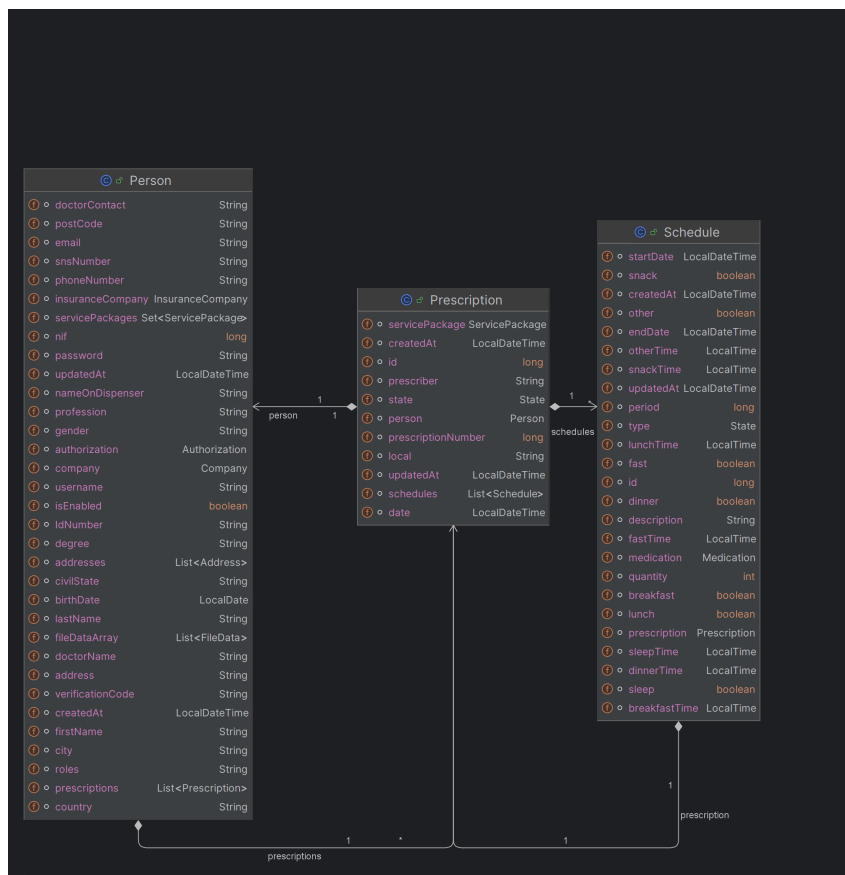 Person
doctorContact String
postCode String
email String
snsNumber String
phoneNumber String
insuranceCompany InsuranceCompany
servicePackages Set<ServicePackage>
nif long
password String
updatedAt LocalDateTime
nameOnDispenser String
profession String
gender String
authorization Authorization
company Company
username String
isEnabled boolean
IdNumber String
degree String
addresses List<Address>
civilState String
birthDate LocalDate
lastName String
fileDataArray List<FileData>
doctorName String
address String
verificationCode String
createdAt LocalDateTime
firstName String
city String
roles String
prescriptions List<Prescription>
country String
1
person 1
Prescription
servicePackage ServicePackage
createdAt LocalDateTime
id long
prescriber String
state State
person Person
prescriptionNumber long
local String
updatedAt LocalDateTime
schedules List<Schedule>
date LocalDateTime
1 *
schedules
Schedule
startDate LocalDateTime
snack boolean
createdAt LocalDateTime
other boolean
endDate LocalDateTime
otherTime LocalTime
snackTime LocalTime
updatedAt LocalDateTime
period long
type State
lunchTime LocalTime
fast boolean
id long
dinner boolean
description String
fastTime LocalTime
medication Medication
quantity int
breakfast boolean
lunch boolean
prescription Prescription
sleepTime LocalTime
dinnerTime LocalTime
sleep boolean
breakfastTime LocalTime
1
prescription
1 * 1
prescriptions